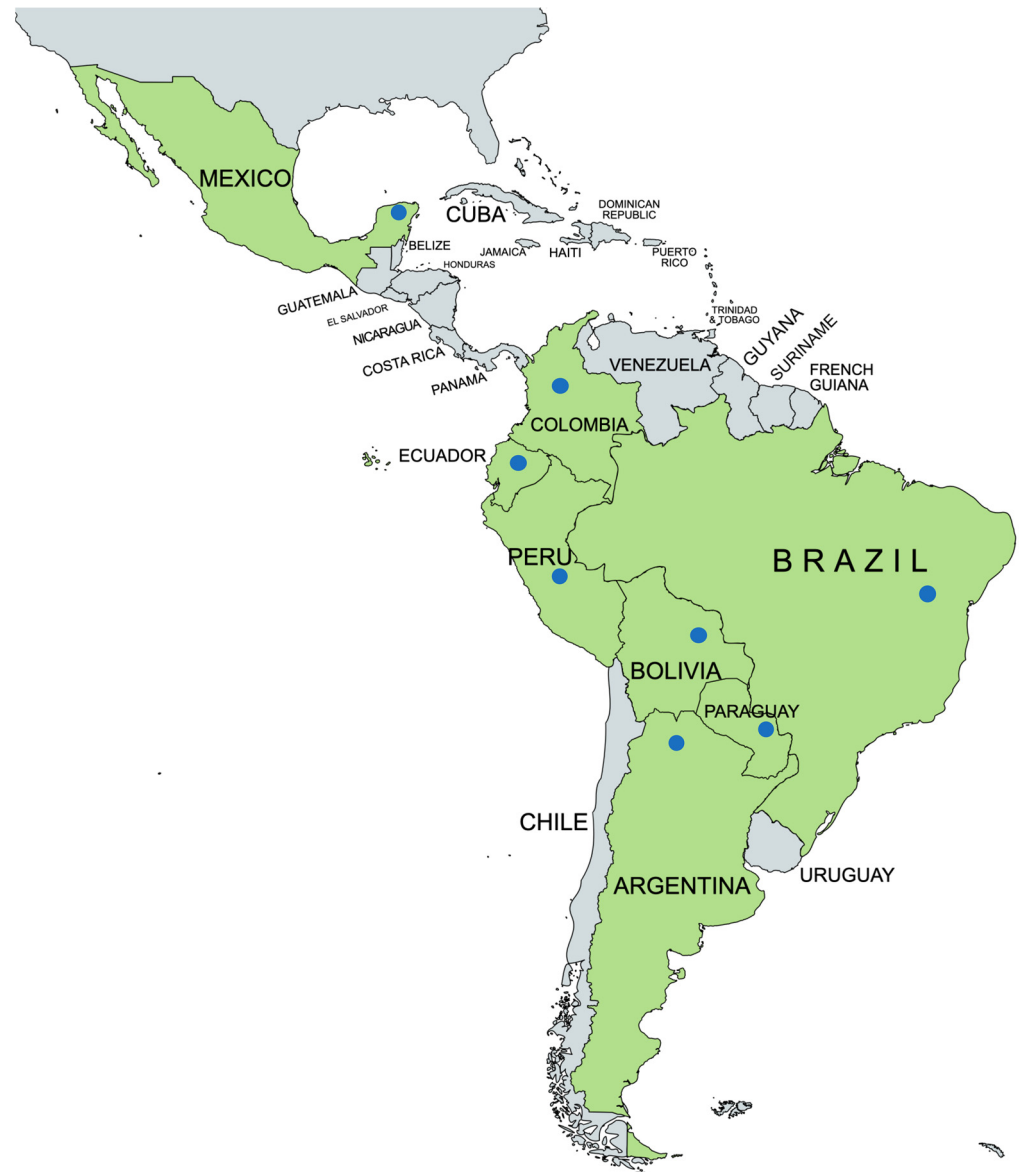 MEXICO
CUBA
DOMINICAN
REPUBLIC
BELIZE
JAMAICA
HAITI
PUERTO
RICO
HONDURAS
GUATEMALA
EL SALVADOR
NICARAGUA
COSTA RICA
PANAMA
TRINIDAD
& TOBAGO
GUYANA
SURINAME
FRENCH
GUIANA
VENEZUELA
COLOMBIA
ECUADOR
PERU
BRAZIL
BOLIVIA
PARAGUAY
CHILE
ARGENTINA
URUGUAY